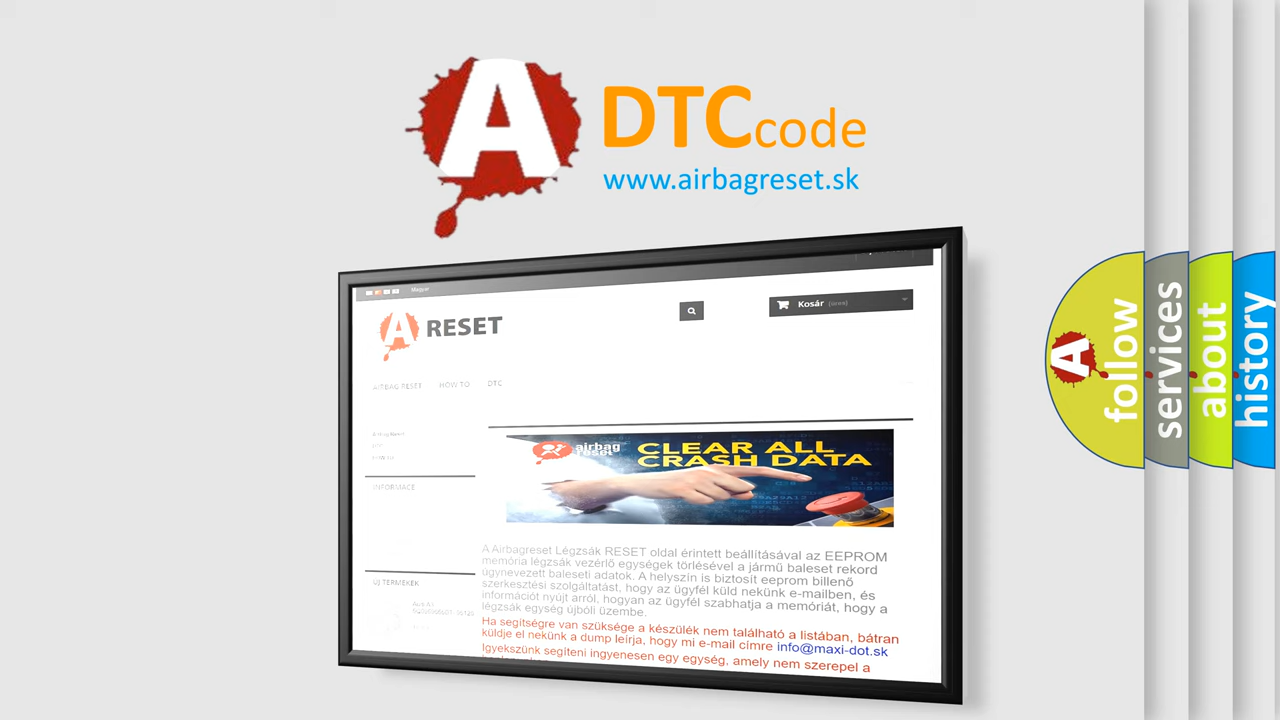 A DTCcode
www.airbagreset.sk
Magyar
Kosár (üres)
A RESET
AIRBAG RESET HOW TO DTC
Airbag Reset
INFORMACE
airbag
reset
CLEAR ALL
CRASH DATA
A Airbagreset Légzsák RESET oldal érintett beállításával az EEPROM
memória légzsák vezérlő egységek törlésével a jármű baleset rekord
úgynevezett baleseti adatok. A helyszín is biztosít eeprom billenő
szerkesztési szolgáltatást, hogy az ügyfél küld nekünk e-mailben, és
információt nyújt arról, hogyan az ügyfél szabhatja a memóriát, hogy a
légzsák egység újbóli üzembe.
Ha segítségre van szüksége a készülék nem található a listában, bátran
küldje el nekünk a dump leírja, hogy mi e-mail címre info@maxi-dot.sk
Igyekszünk segíteni ingyenesen egy egység, amely nem szerepel a
ÚJ TERMÉKEK
A follow
services
about
history